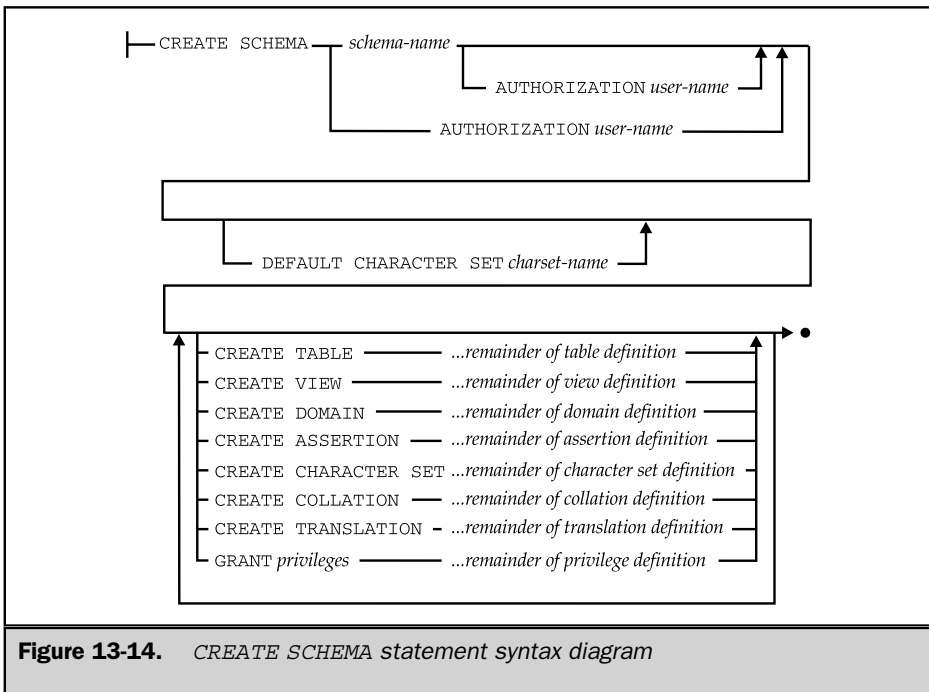 CREATE SCHEMA schema-name
AUTHORIZATION user-name
AUTHORIZATION user-name
DEFAULT CHARACTER SET charset-name
CREATE TABLE ...remainder of table definition
CREATE VIEW ...remainder of view definition
CREATE DOMAIN ...remainder of domain definition
CREATE ASSERTION ...remainder of assertion definition
CREATE CHARACTER SET ...remainder of character set definition
CREATE COLLATION ...remainder of collation definition
CREATE TRANSLATION ...remainder of translation definition
GRANT privileges ...remainder of privilege definition
Figure 13-14. CREATE SCHEMA statement syntax diagram